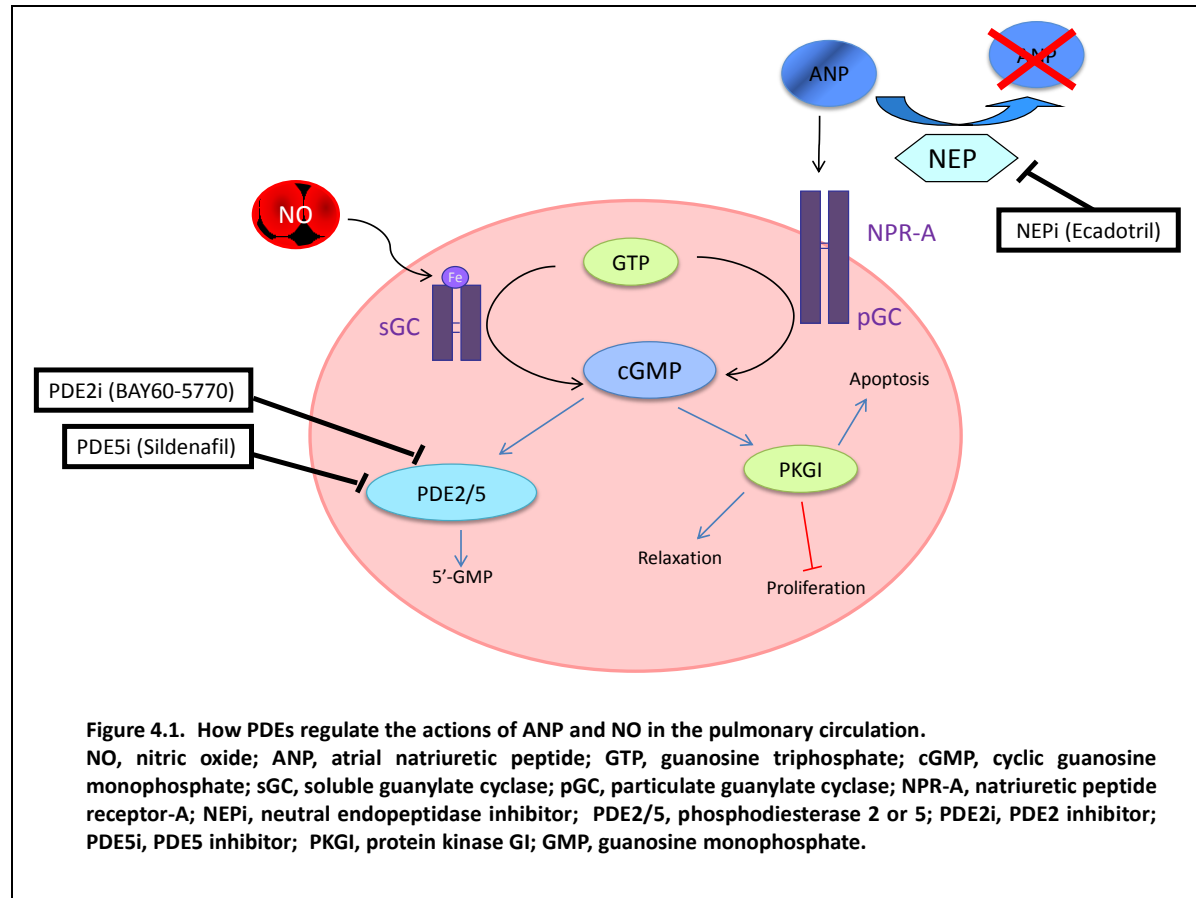 ANP
ANP
NEP
NO
NPR-A
NEPi (Ecadotril)
GTP
Fe
sGC
pGC
cGMP
Apoptosis
PDE2i (BAY60-5770)
PDE5i (Sildenafil)
PKGI
PDE2/5
Relaxation
5’-GMP
Proliferation
Figure 4.1. How PDEs regulate the actions of ANP and NO in the pulmonary circulation.
NO, nitric oxide; ANP, atrial natriuretic peptide; GTP, guanosine triphosphate; cGMP, cyclic guanosine
monophosphate; sGC, soluble guanylate cyclase; pGC, particulate guanylate cyclase; NPR-A, natriuretic peptide
receptor-A; NEPi, neutral endopeptidase inhibitor; PDE2/5, phosphodiesterase 2 or 5; PDE2i, PDE2 inhibitor;
PDE5i, PDE5 inhibitor; PKGI, protein kinase GI; GMP, guanosine monophosphate.